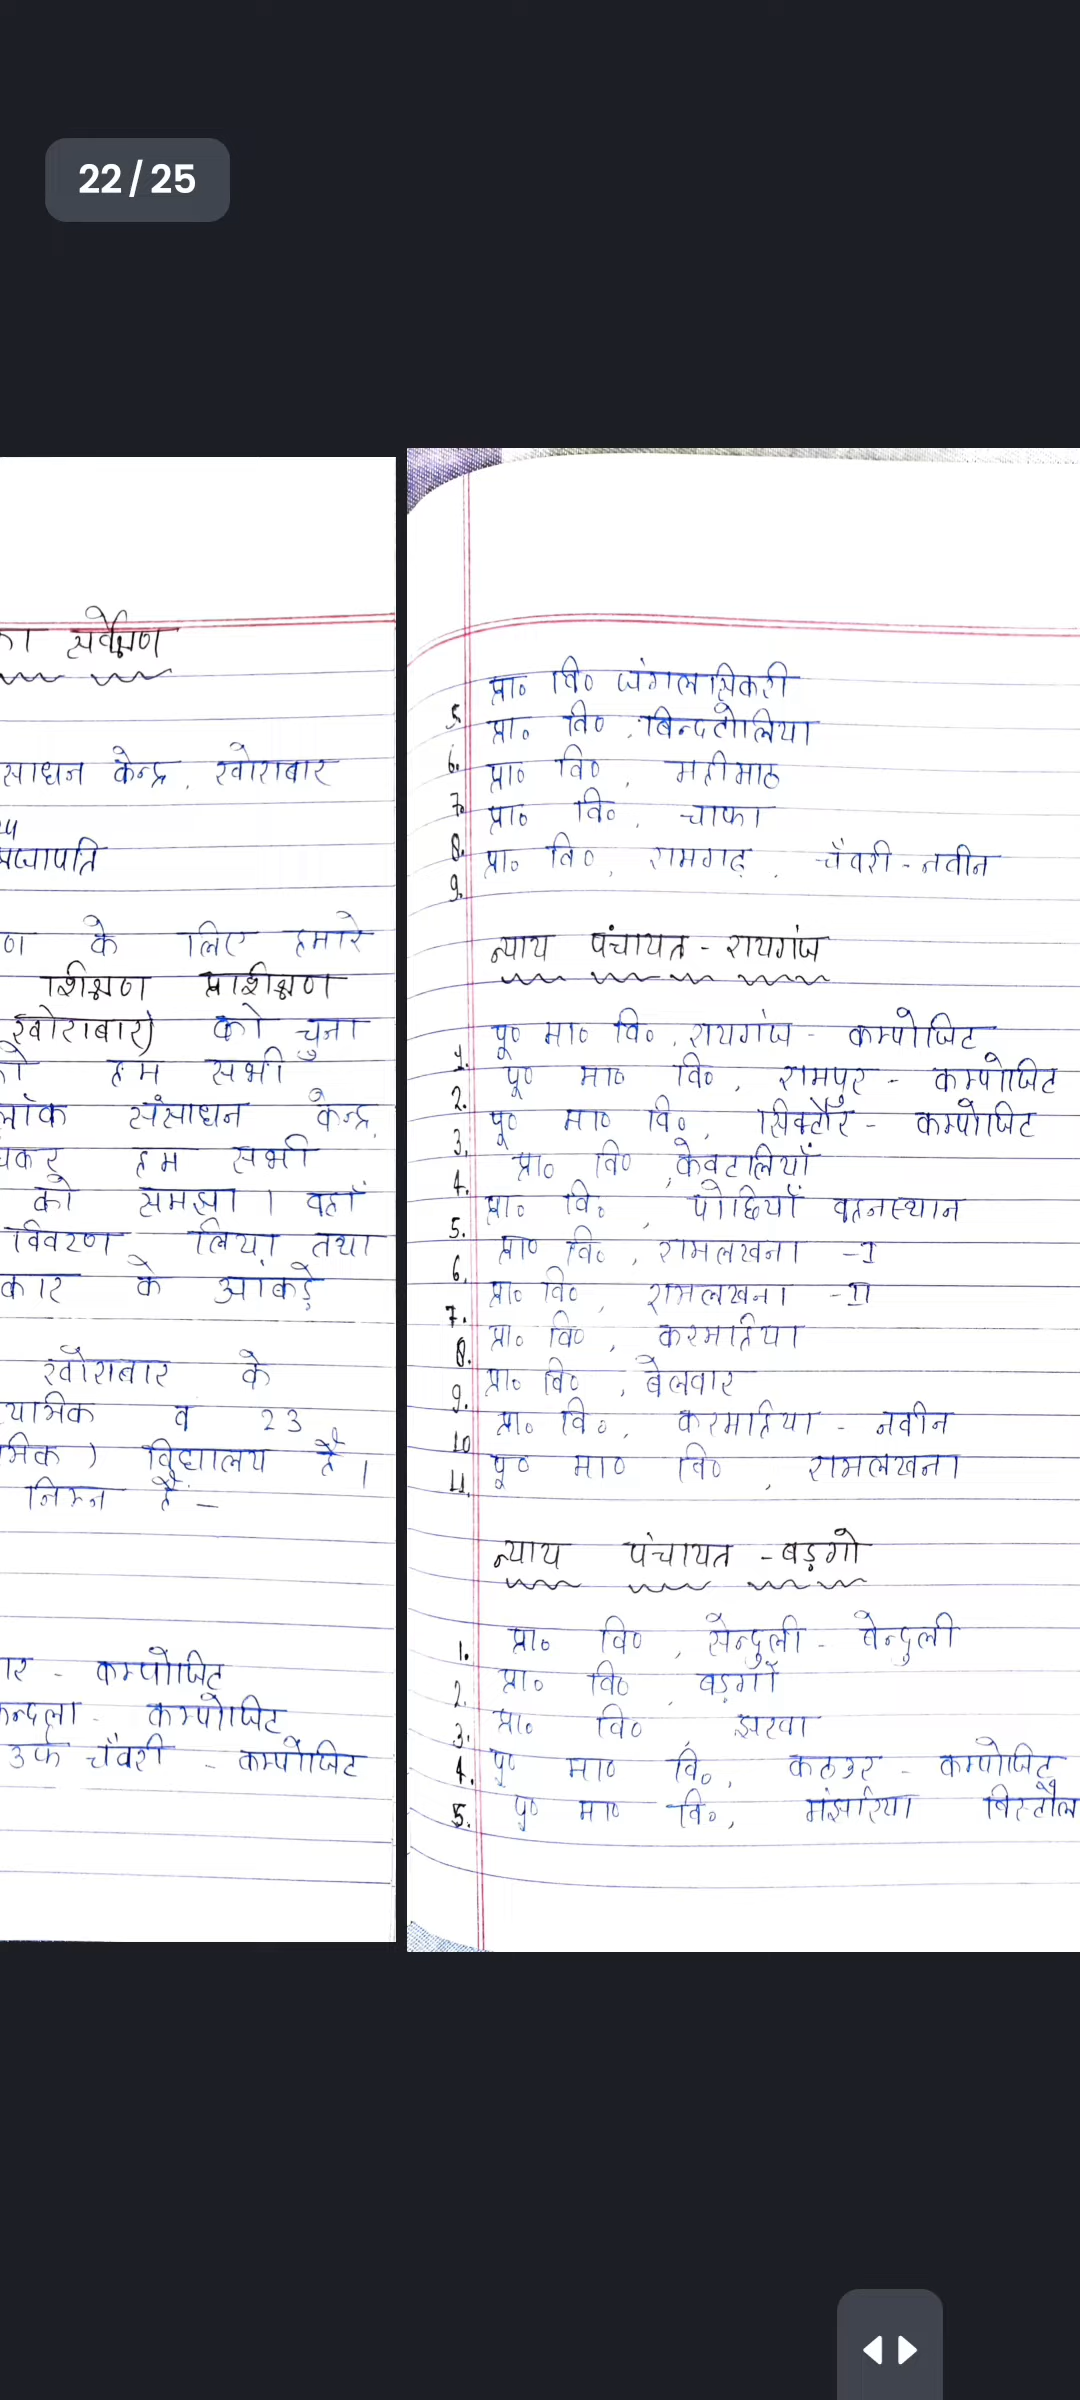 22/25
का सर्वेक्षण
साधन केन्द्र, खोराबार
प्रजापति
ण के लिए हमारे
शिक्षण प्रशिक्षण
खोराबार) को चुना
हम सभी
लॉक संसाधन केन्द्र
हम सभी
को समझा । वहाँ
विवरण लिया तथा
कार के आंकड़े
खोराबार के
व 23
मिक ) विद्यालय है ।
निम्न है -
ार - कम्पोजिट
न्दला - कम्पोजिट
उर्फ चँवरी - कम्पोजिट
प्रा० वि० जंगल सिकरी
5. प्रा० वि०, बिन्दटोलिया
6. प्रा० वि०, महीमाठ
7. प्रा० वि०, चाफा
8. प्रा० वि०, रामगढ़, चँवरी - नवीन
9.
न्याय पंचायत - रायगंज
1. पू० मा० वि०, रायगंज - कम्पोजिट
2. पू० मा० वि०, रामपुर - कम्पोजिट
3. पू० मा० वि०, सिक्टौर - कम्पोजिट
4. प्रा० वि०, केवटलियाँ
5. प्रा० वि०,
6. प्रा० वि०, रामलखना - I
7. प्रा० वि०, रामलखना - II
8. प्रा० वि०, करमहिया
9. प्रा० वि०, बेलवार
10. प्रा० वि०, करमहिया - नवीन
11. पू० मा० वि०, रामलखना
न्याय पंचायत - बड़गो
1. प्रा० वि०, सेन्दुली - बेन्दुली
2. प्रा० वि०, बड़गो
3. प्रा० वि०, झरवा
4. पू० मा० वि०, कठउर - कम्पोजिट
5. पू० मा० वि०, मंझरिया बिस्टौल